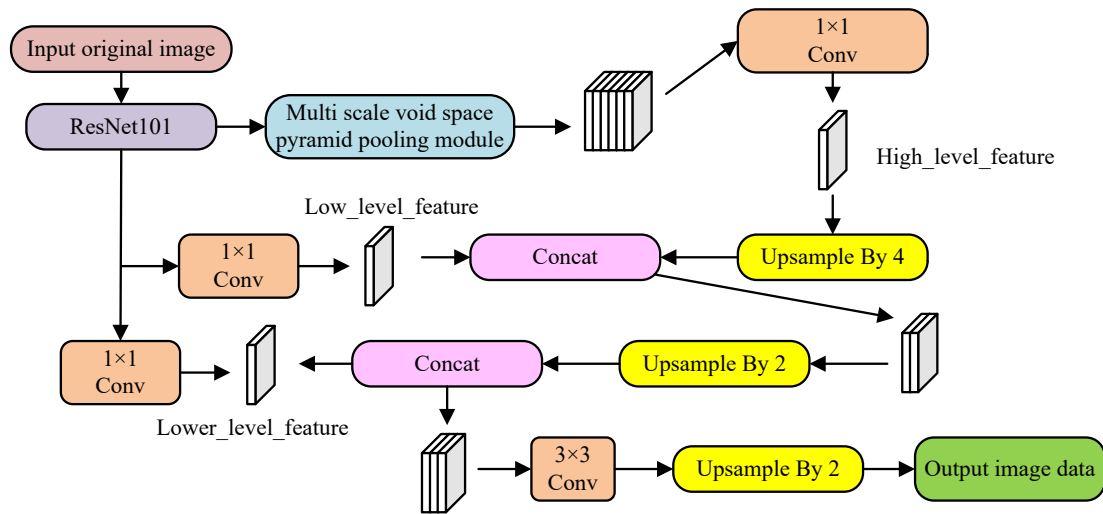 Input original image
1×1
Conv
ResNet101
Multi scale void space
pyramid pooling module
High_level_feature
Low_level_feature
1×1
Conv
Concat
Upsample By 4
1×1
Conv
Concat
Upsample By 2
Lower_level_feature
3×3
Conv
Upsample By 2
Output image data